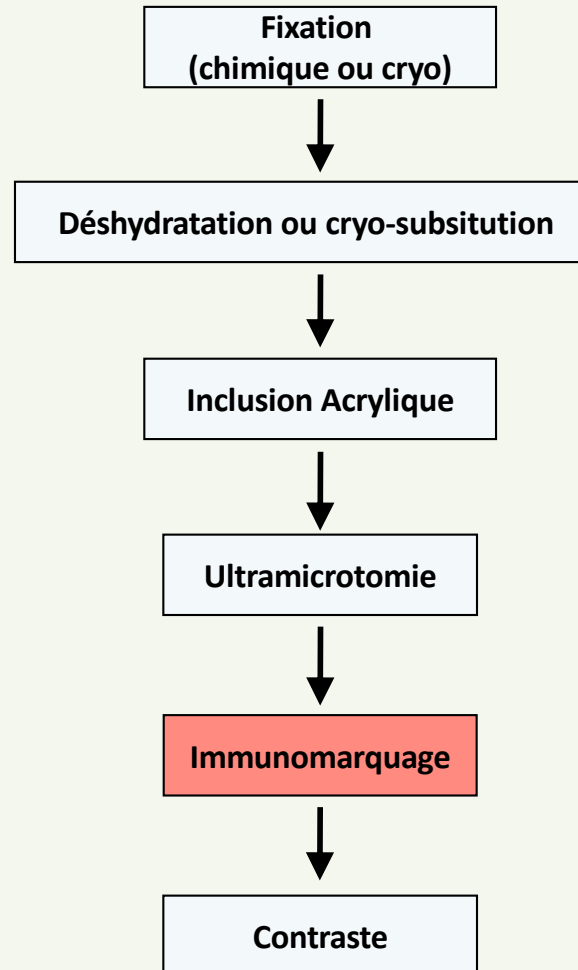 Fixation
(chimique ou cryo)
Déshydratation ou cryo-subsitution
Inclusion Acrylique
Ultramicrotomie
Immunomarquage
Contraste